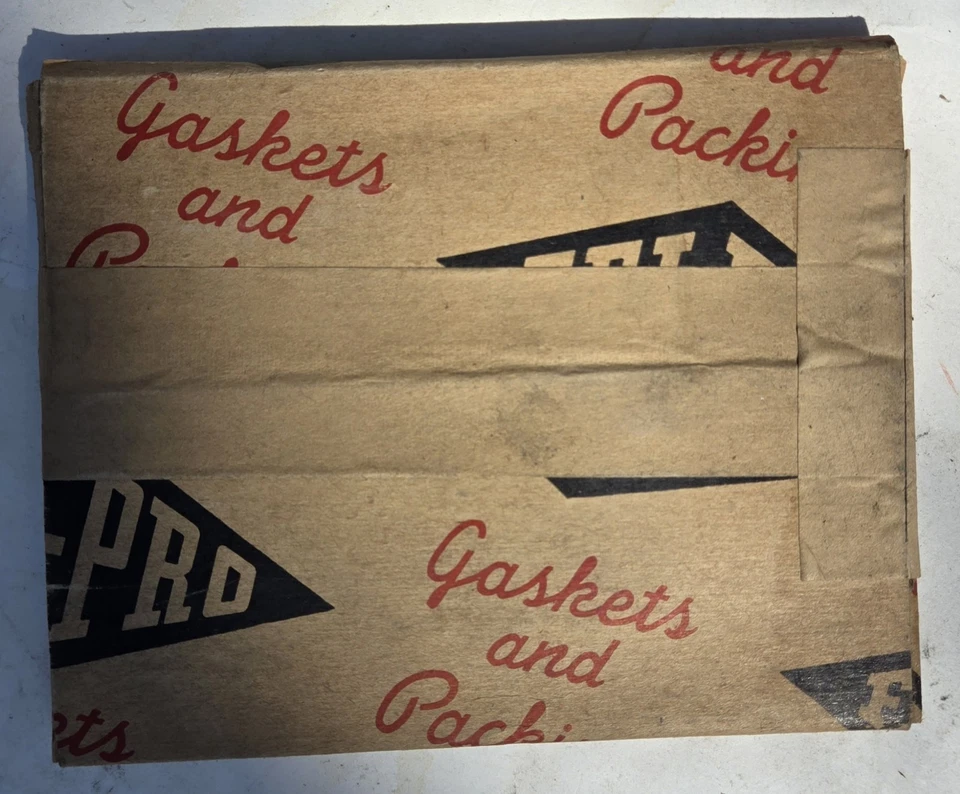 and
Gaskets
Packi
and
-PRO
Gaskets
and
Packi
ets
F